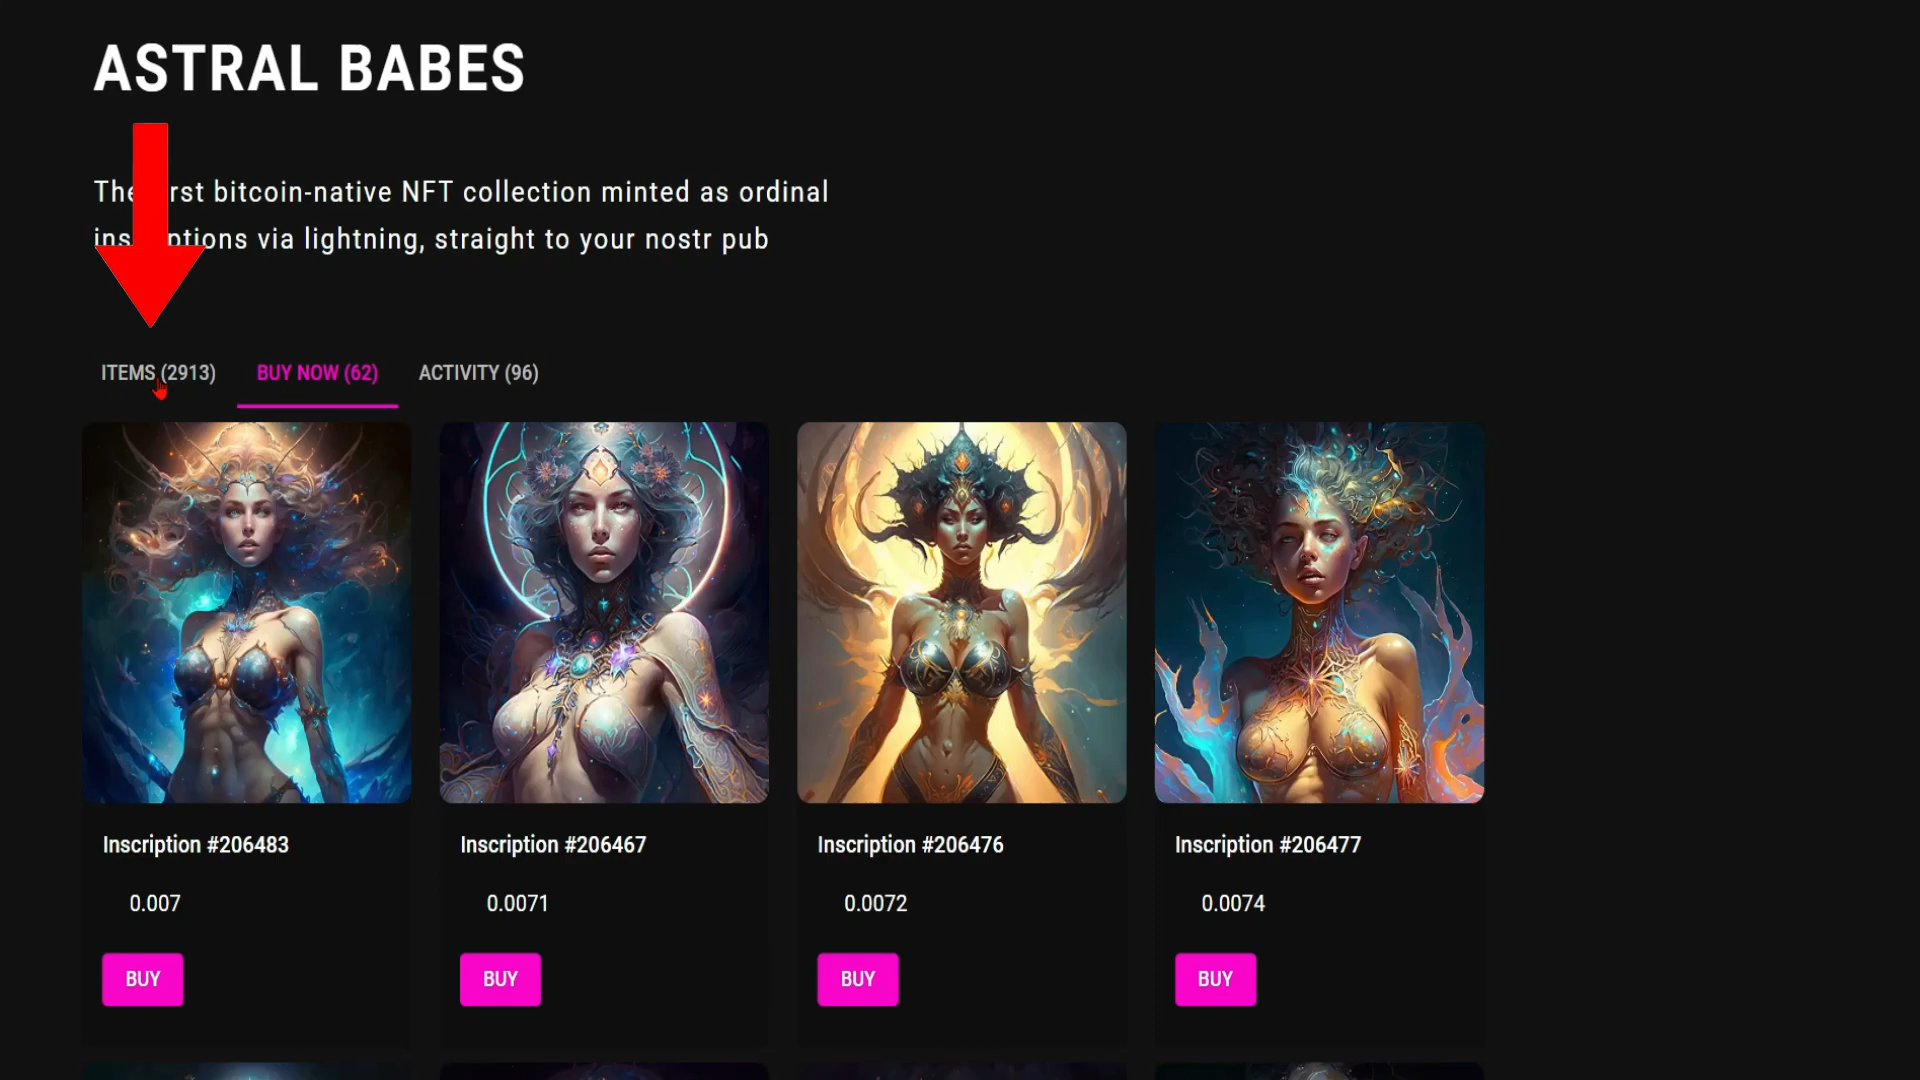 ASTRAL BABES
The rst bitcoin-native NFT collection minted as ordinal
ins ptions via lightning, straight to your nostr pub
ITEMS (2913) BUY NOW (62) ACTIVITY (96)
Inscription #206483 Inscription #206467 Inscription #206476 Inscription #206477
0.007 0.0071 0.0072 0.0074
BUY BUY BUY BUY